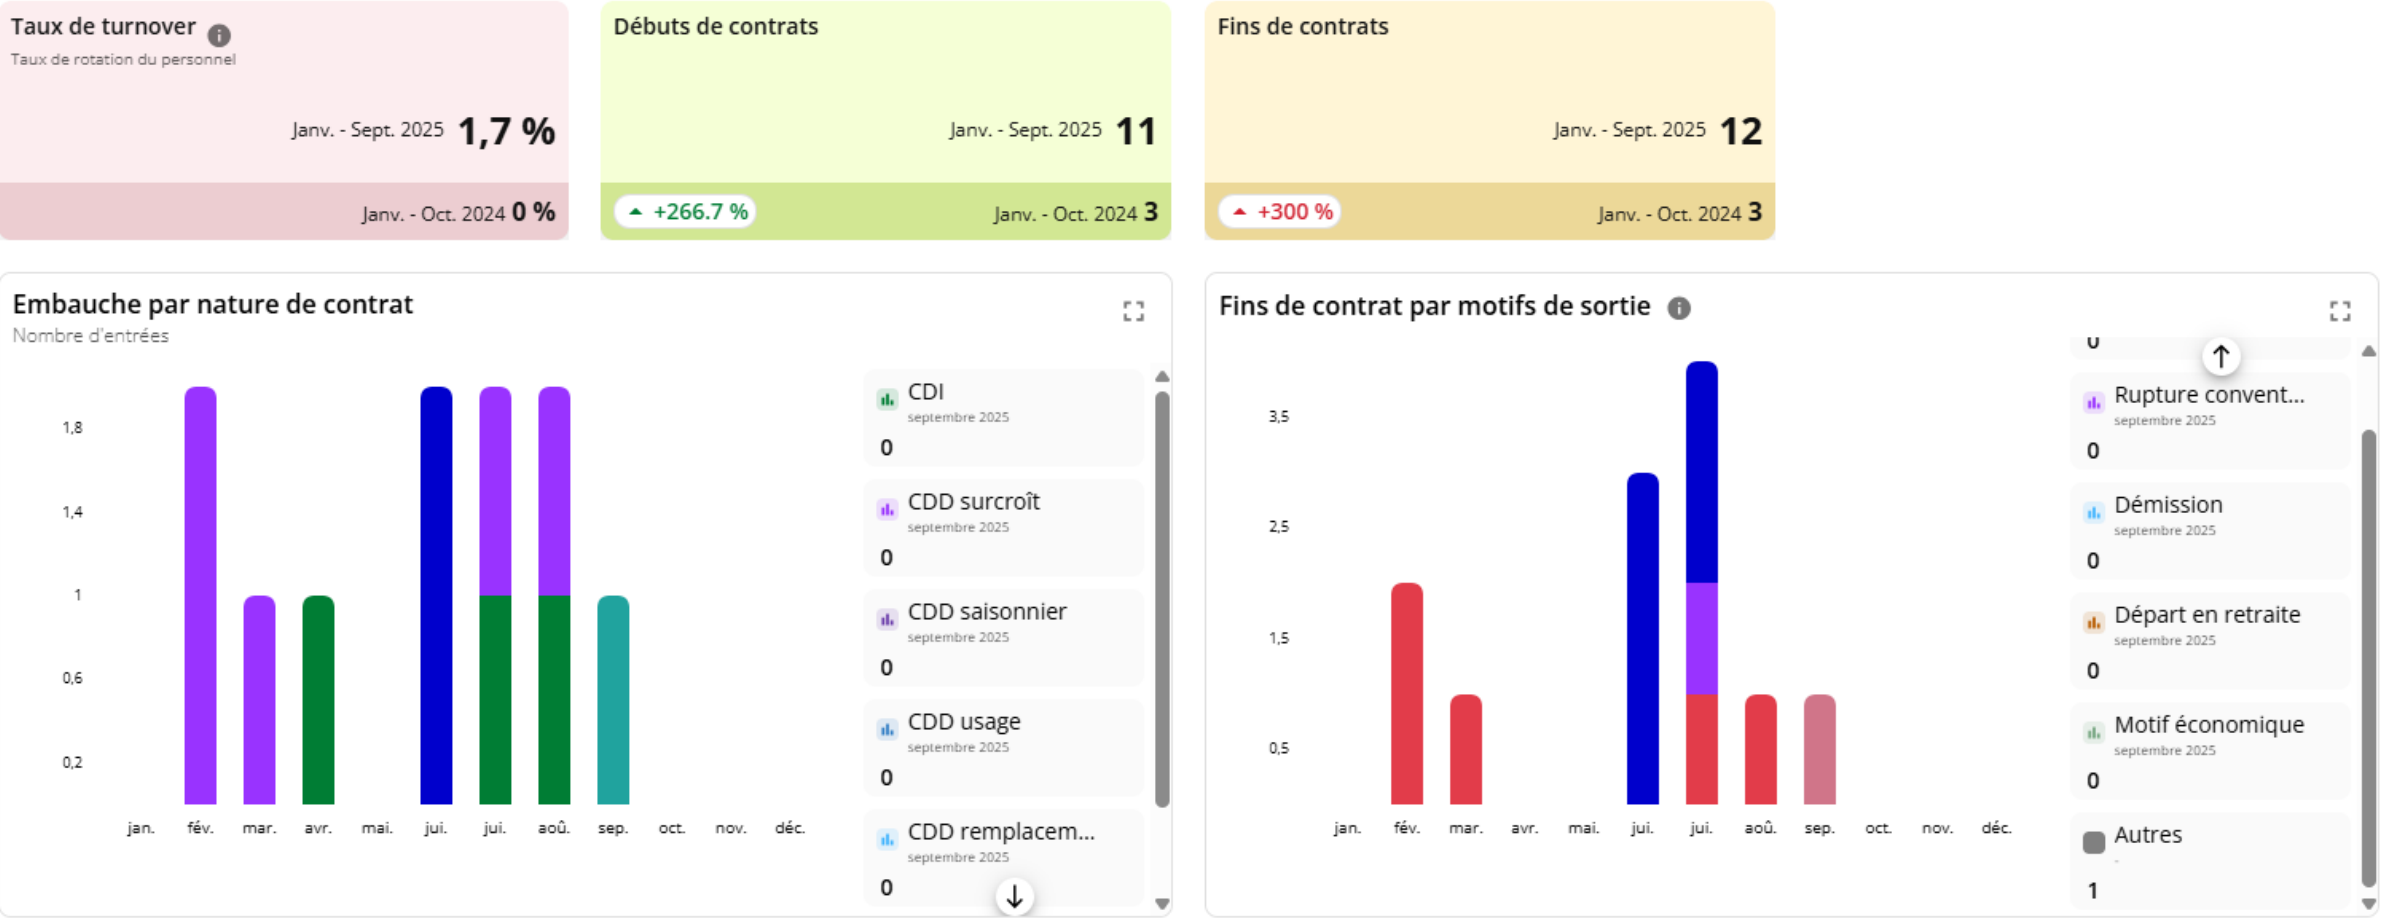 Taux de turnover
Taux de rotation du personnel
Janv. - Sept. 2025 1,7 %
Janv. - Oct. 2024 0 %
Débuts de contrats
Janv. - Sept. 2025 11
+266.7 % Janv. - Oct. 2024 3
Fins de contrats
Janv. - Sept. 2025 12
+300 % Janv. - Oct. 2024 3
Embauche par nature de contrat
Nombre d'entrées
1,8
1,4
1
0,6
0,2
jan. fév. mar. avr. mai. jui. jui. aoû. sep. oct. nov. déc.
CDI
septembre 2025
0
CDD surcroît
septembre 2025
0
CDD saisonnier
septembre 2025
0
CDD usage
septembre 2025
0
CDD remplacem...
septembre 2025
0
Fins de contrat par motifs de sortie
3,5
2,5
1,5
0,5
jan. fév. mar. avr. mai. jui. jui. aoû. sep. oct. nov. déc.
0
Rupture convent...
septembre 2025
0
Démission
septembre 2025
0
Départ en retraite
septembre 2025
0
Motif économique
septembre 2025
0
Autres
-
1